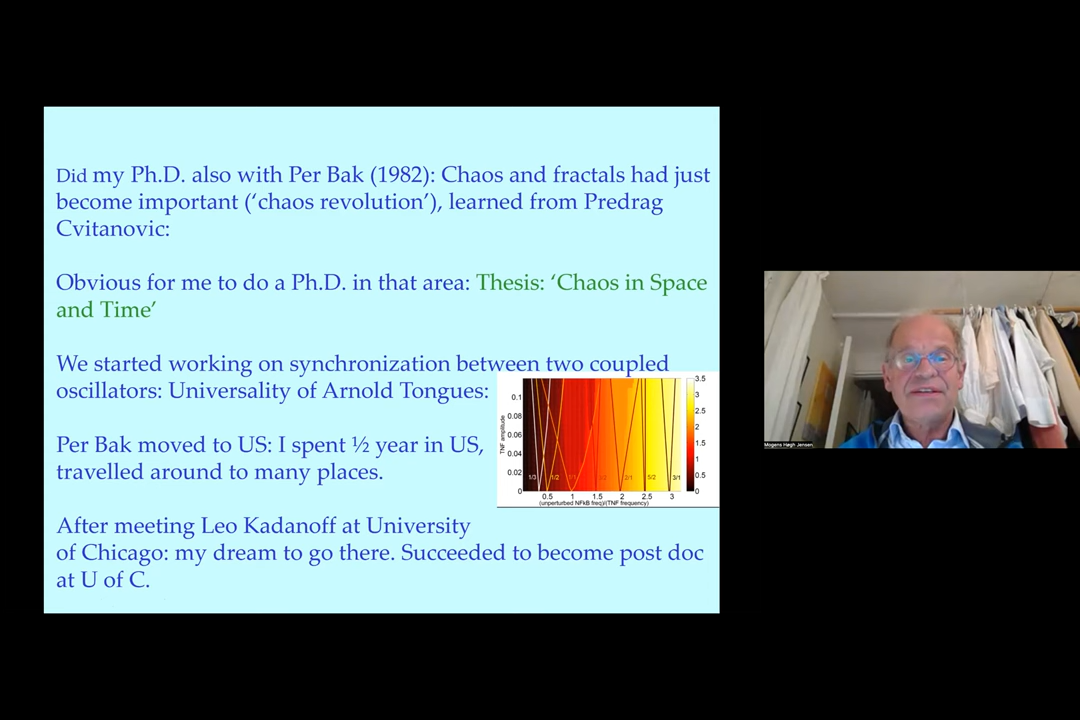 Did my Ph.D. also with Per Bak (1982): Chaos and fractals had just
become important (‘chaos revolution’), learned from Predrag
Cvitanovic:
Obvious for me to do a Ph.D. in that area: Thesis: ‘Chaos in Space
and Time’
We started working on synchronization between two coupled
oscillators: Universality of Arnold Tongues:
Per Bak moved to US: I spent ½ year in US,
travelled around to many places.
After meeting Leo Kadanoff at University
of Chicago: my dream to go there. Succeeded to become post doc
at U of C.
TNF amplitude
0.1
0.08
0.06
0.04
0.02
0
1/3 1/2 1/1 3/2 2/1 5/2 3/1
0.5 1 1.5 2 2.5 3
(unperturbed NFkB freq)/(TNF frequency)
3.5
3
2.5
2
1.5
1
0.5
0
Mogens Høgh Jensen,